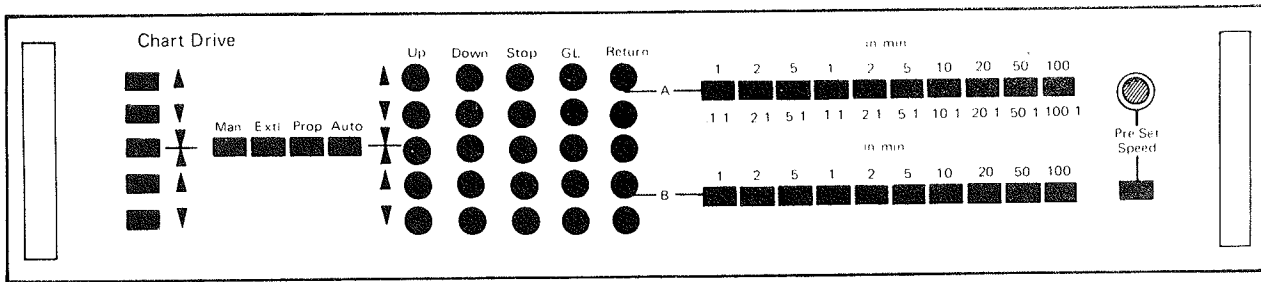 Chart Drive
Up Down Stop GL Return
in min
1 2 5 1 2 5 10 20 50 100
A
Man Extl Prop Auto
1 1 2 1 5 1 1 1 2 1 5 1 10 1 20 1 50 1 100 1
Pre Set
Speed
in min
1 2 5 1 2 5 10 20 50 100
B